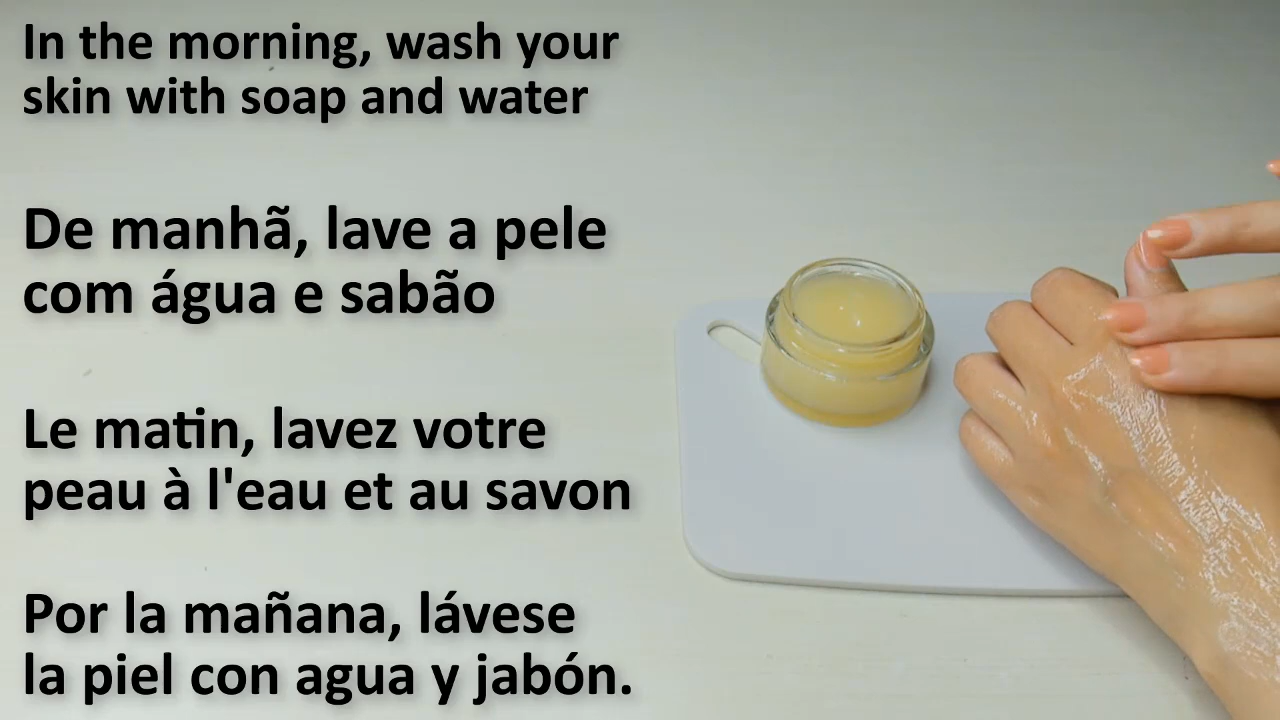 In the morning, wash your
skin with soap and water
De manhã, lave a pele
com água e sabão
Le matin, lavez votre
peau à l'eau et au savon
Por la mañana, lávese
la piel con agua y jabón.